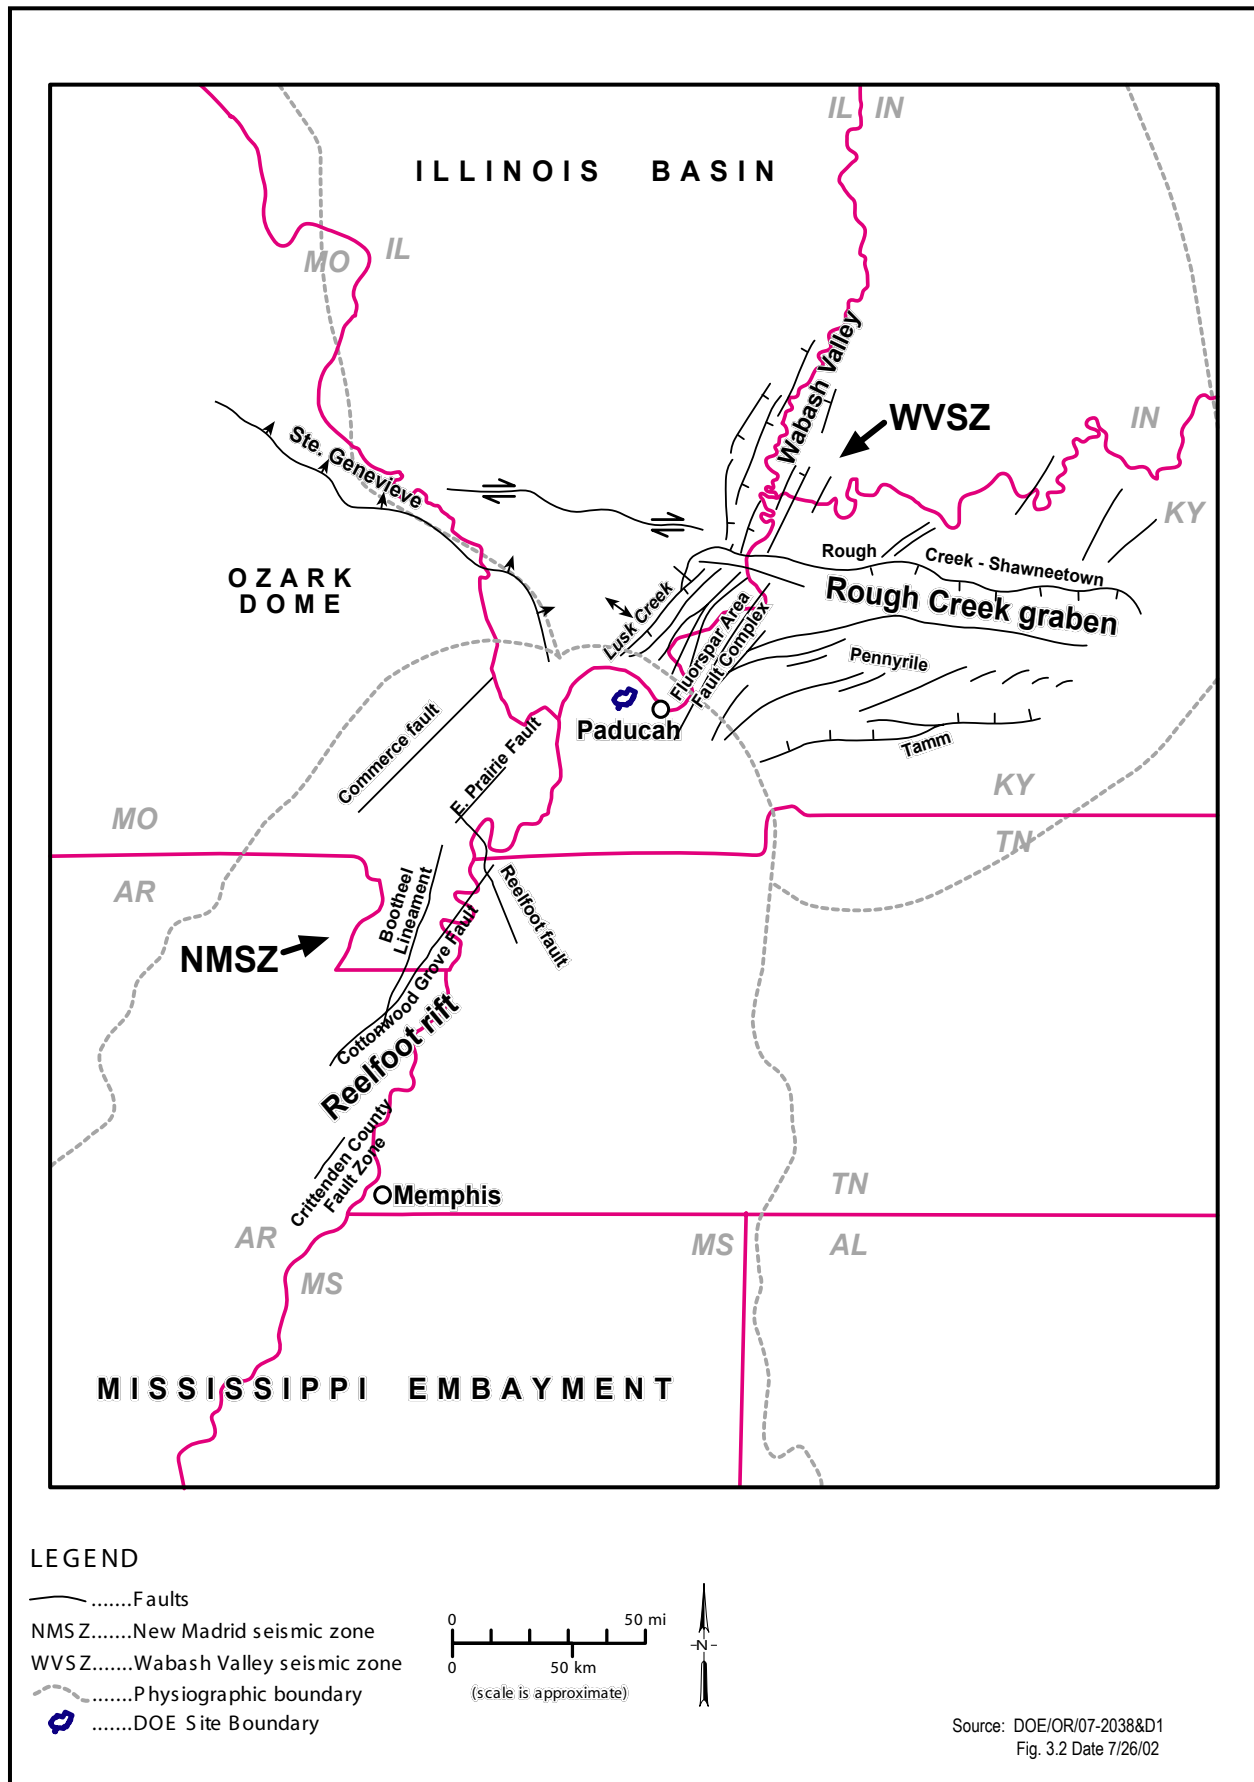 IL IN
ILLINOIS BASIN
MO IL
Wabash Valley
WVSZ
IN
Ste. Genevieve
KY
Rough Creek - Shawneetown
OZARK
DOME
Rough Creek graben
Lusk Creek
Fluorspar Area
Fault Complex
Pennyrile
Paducah
Commerce fault
E. Prairie Fault
Tamm
KY
MO
TN
AR
Bootheel
Lineament
Reelfoot fault
NMSZ
Cottonwood Grove Fault
Reelfoot rift
Crittenden County
Fault Zone
Memphis
TN
AR
MS
MS AL
MISSISSIPPI EMBAYMENT
LEGEND
.......Faults
NMSZ.......New Madrid seismic zone
WVSZ.......Wabash Valley seismic zone
.......Physiographic boundary
.......DOE Site Boundary
0 50 mi
0 50 km
(scale is approximate)
N
Source: DOE/OR/07-2038&D1
Fig. 3.2 Date 7/26/02